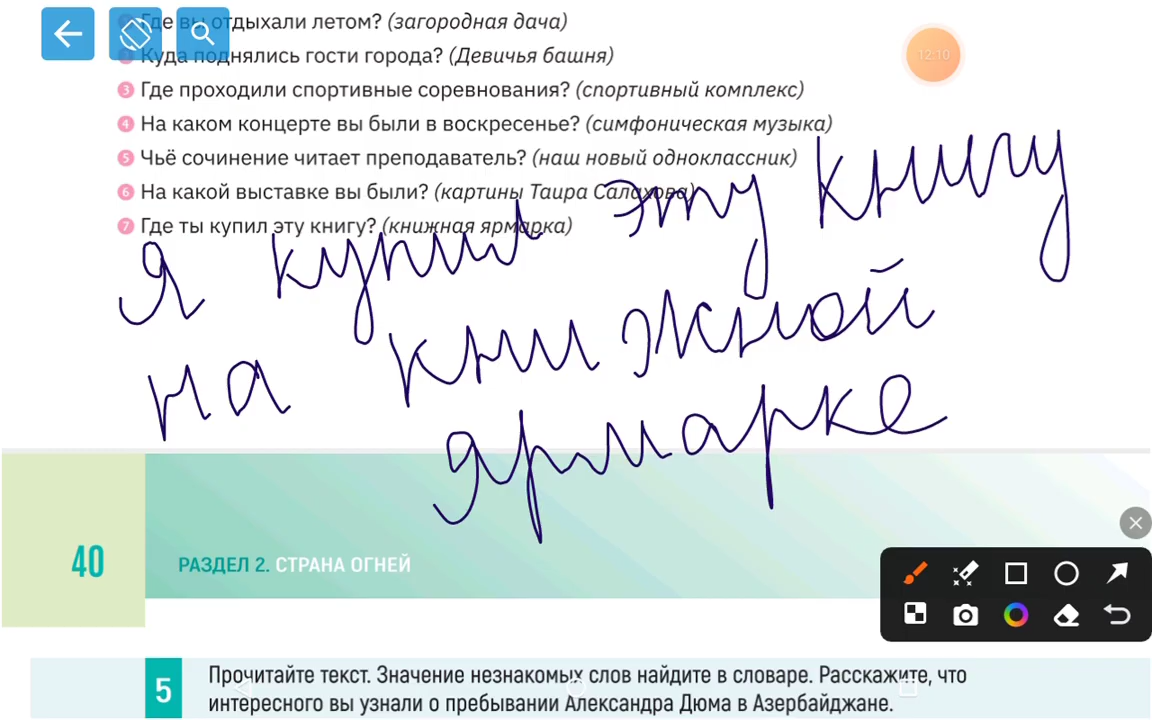 Где вы отдыхали летом? (загородная дача)
Куда поднялись гости города? (Девичья башня)
12:10
3 Где проходили спортивные соревнования? (спортивный комплекс)
4 На каком концерте вы были в воскресенье? (симфоническая музыка)
5 Чьё сочинение читает преподаватель? (наш новый одноклассник)
6 На какой выставке вы были? (картины Таира Салахова)
7 Где ты купил эту книгу? (книжная ярмарка)
Я купил эту книгу
на книжной
ярмарке
40 РАЗДЕЛ 2. СТРАНА ОГНЕЙ
5 Прочитайте текст. Значение незнакомых слов найдите в словаре. Расскажите, что
интересного вы узнали о пребывании Александра Дюма в Азербайджане.